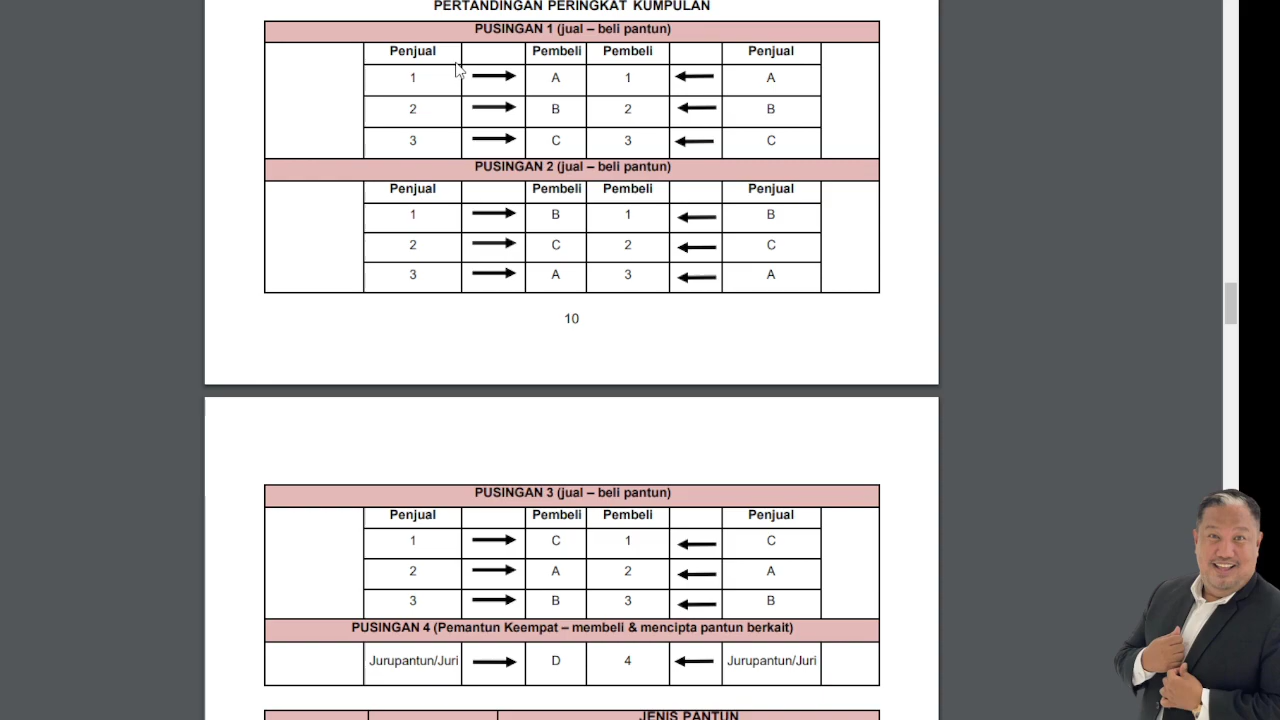 PERTANDINGAN PERINGKAT KUMPULAN
PUSINGAN 1 (jual – beli pantun)
Penjual Pembeli Pembeli Penjual
1 A 1 A
2 B 2 B
3 C 3 C
PUSINGAN 2 (jual – beli pantun)
Penjual Pembeli Pembeli Penjual
1 B 1 B
2 C 2 C
3 A 3 A
10
PUSINGAN 3 (jual – beli pantun)
Penjual Pembeli Pembeli Penjual
1 C 1 C
2 A 2 A
3 B 3 B
PUSINGAN 4 (Pemantun Keempat – membeli & mencipta pantun berkait)
Jurupantun/Juri D 4 Jurupantun/Juri
JENIS PANTUN